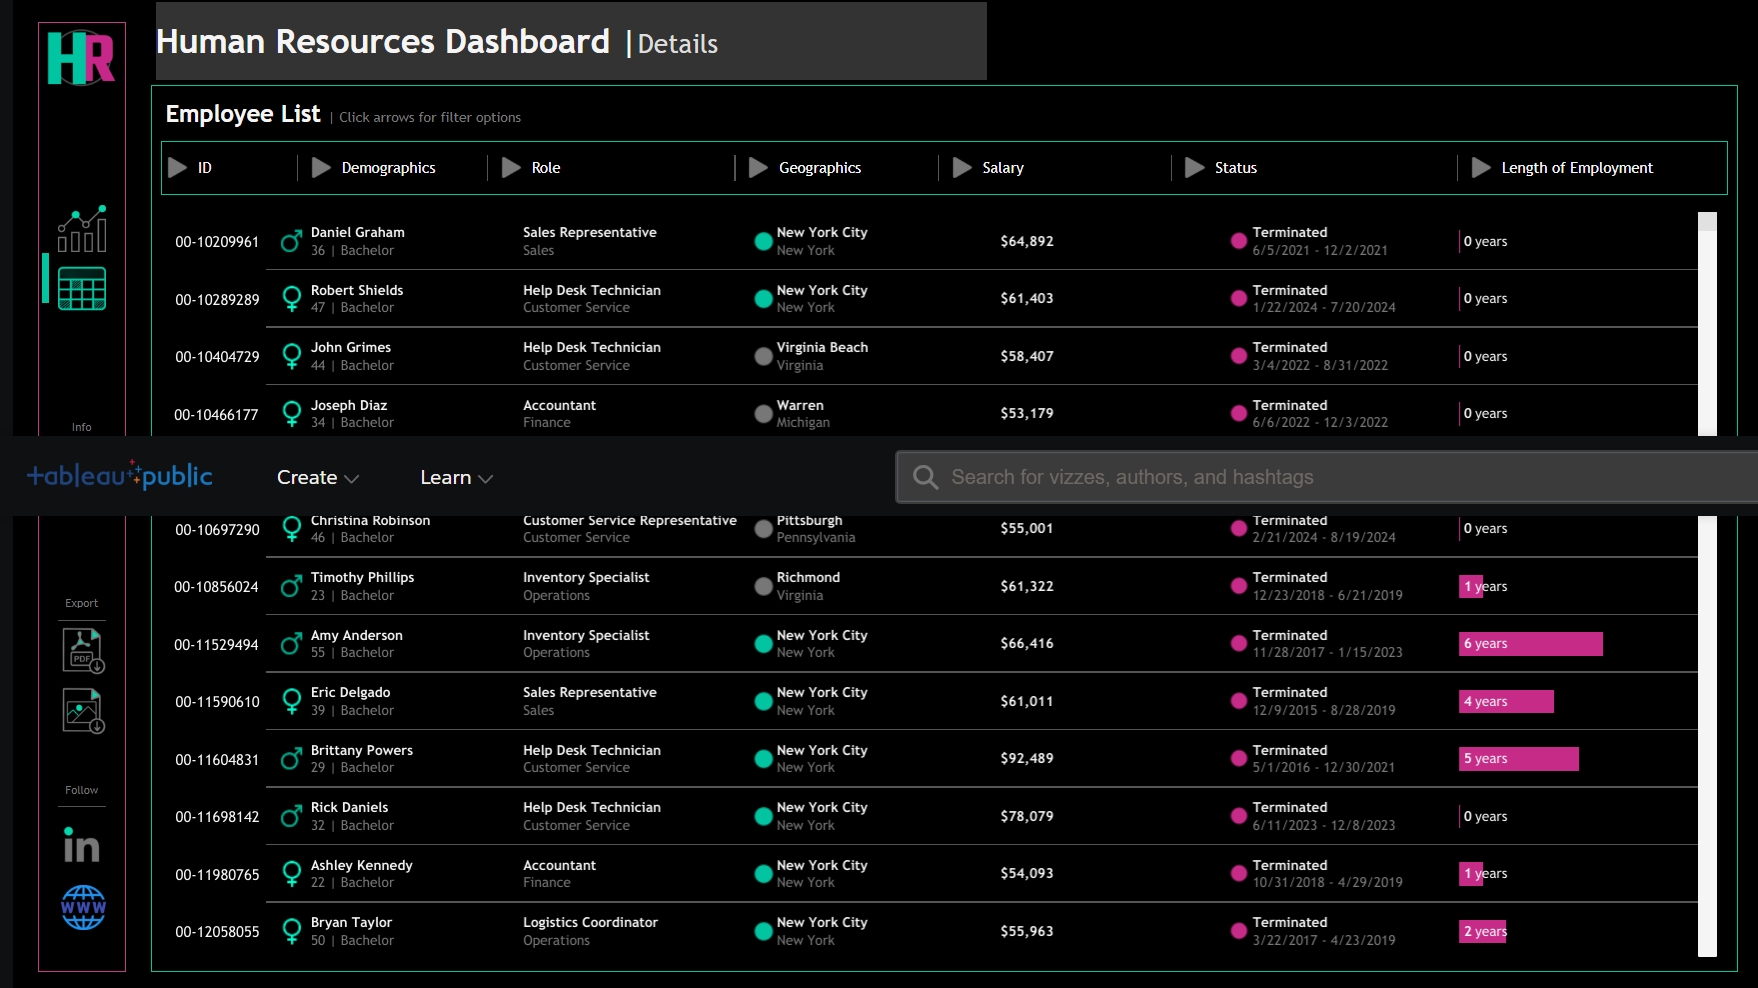 HR
Human Resources Dashboard | Details
Employee List | Click arrows for filter options
ID Demographics Role Geographics Salary Status Length of Employment
Daniel Graham Sales Representative New York City Terminated
00-10209961 $64,892 0 years
36 | Bachelor Sales New York 6/5/2021 - 12/2/2021
Robert Shields Help Desk Technician New York City Terminated
00-10289289 $61,403 0 years
47 | Bachelor Customer Service New York 1/22/2024 - 7/20/2024
John Grimes Help Desk Technician Virginia Beach Terminated
00-10404729 $58,407 0 years
44 | Bachelor Customer Service Virginia 3/4/2022 - 8/31/2022
Joseph Diaz Accountant Warren Terminated
00-10466177 $53,179 0 years
34 | Bachelor Finance Michigan 6/6/2022 - 12/3/2022
Info
tableau public Create Learn Search for vizzes, authors, and hashtags
Christina Robinson Customer Service Representative Pittsburgh Terminated
00-10697290 $55,001 0 years
46 | Bachelor Customer Service Pennsylvania 2/21/2024 - 8/19/2024
Timothy Phillips Inventory Specialist Richmond Terminated
00-10856024 $61,322 1 years
23 | Bachelor Operations Virginia 12/23/2018 - 6/21/2019
Export
PDF
Amy Anderson Inventory Specialist New York City Terminated
00-11529494 $66,416 6 years
55 | Bachelor Operations New York 11/28/2017 - 1/15/2023
Eric Delgado Sales Representative New York City Terminated
00-11590610 $61,011 4 years
39 | Bachelor Sales New York 12/9/2015 - 8/28/2019
Brittany Powers Help Desk Technician New York City Terminated
00-11604831 $92,489 5 years
29 | Bachelor Customer Service New York 5/1/2016 - 12/30/2021
Follow
Rick Daniels Help Desk Technician New York City Terminated
00-11698142 $78,079 0 years
32 | Bachelor Customer Service New York 6/11/2023 - 12/8/2023
in
Ashley Kennedy Accountant New York City Terminated
00-11980765 $54,093 1 years
22 | Bachelor Finance New York 10/31/2018 - 4/29/2019
WWW
Bryan Taylor Logistics Coordinator New York City Terminated
00-12058055 $55,963 2 years
50 | Bachelor Operations New York 3/22/2017 - 4/23/2019